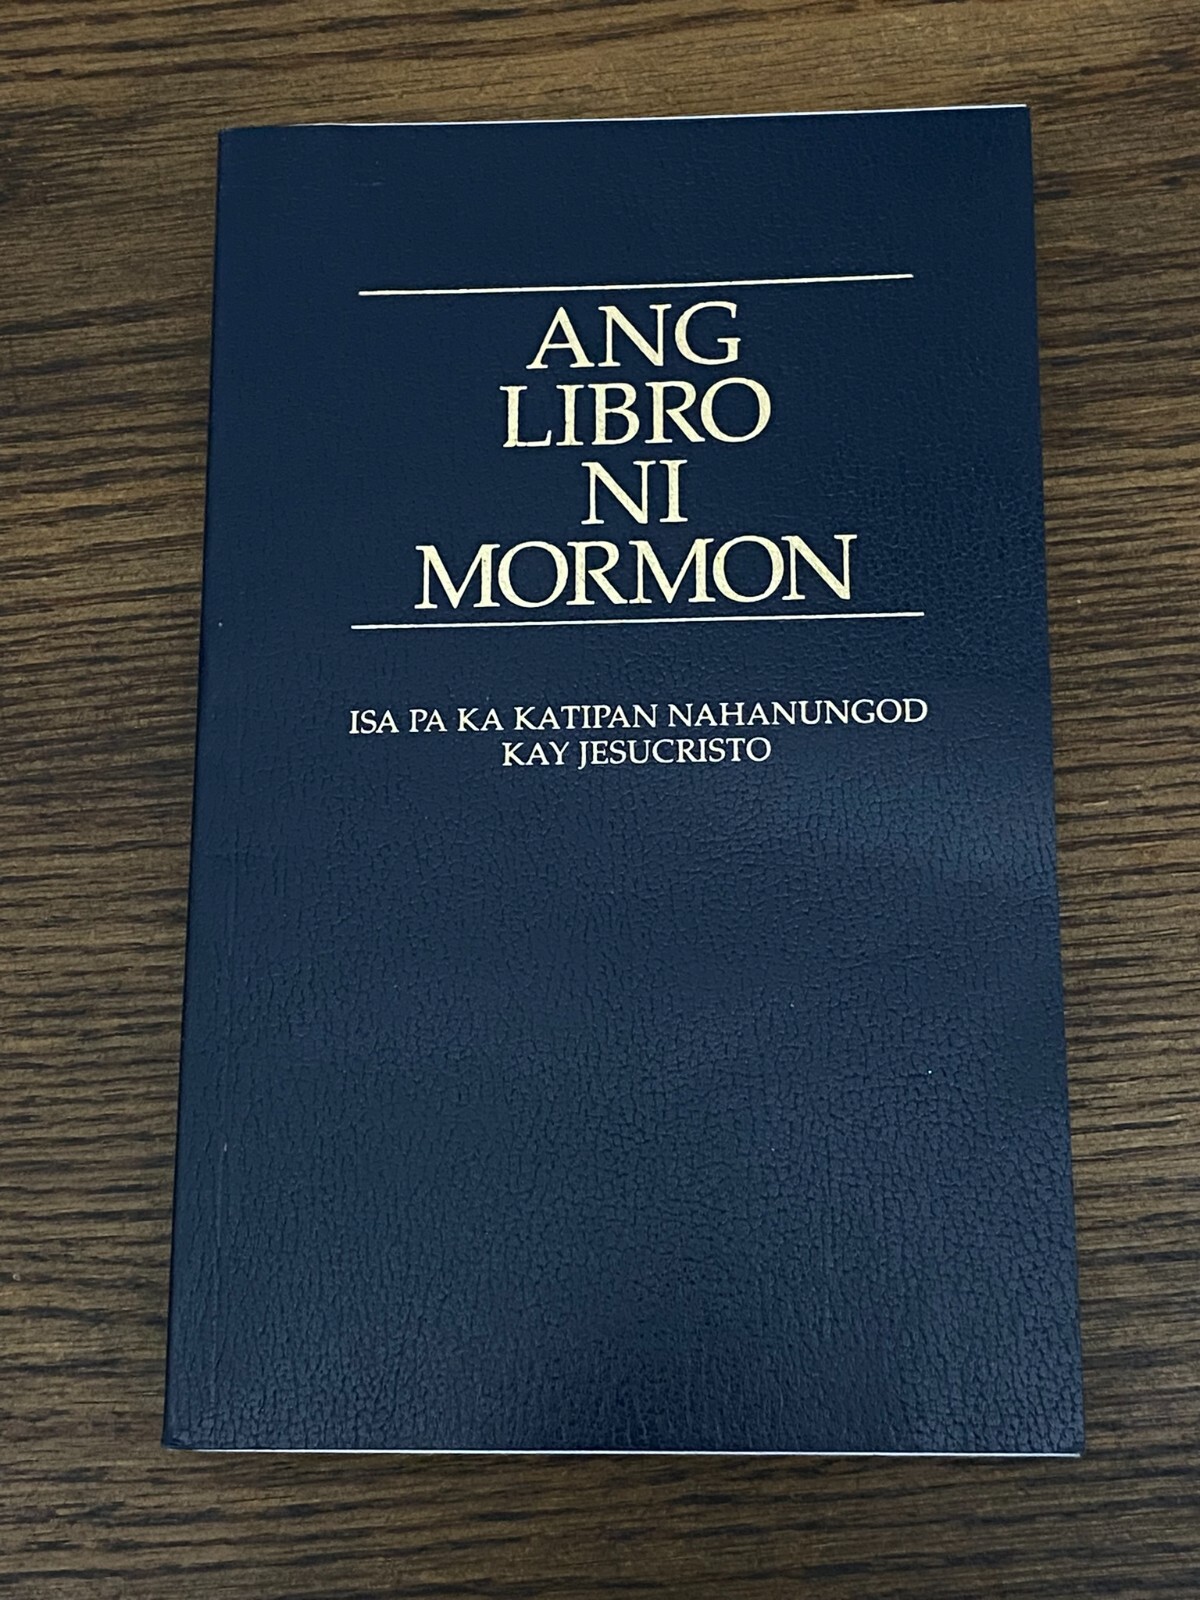 ANG
LIBRO
NI
MORMON
ISA PA KA KATIPAN NAHANUNGOD
KAY JESUCRISTO